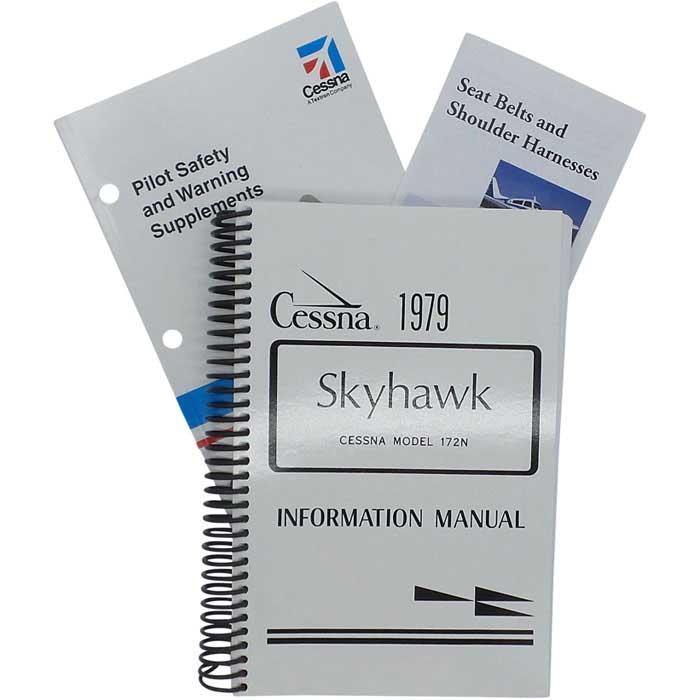 Cessna
A Textron Company
Pilot Safety
and Warning
Supplements
Seat Belts and
Shoulder Harnesses
Cessna® 1979
Skyhawk
CESSNA MODEL 172N
INFORMATION MANUAL